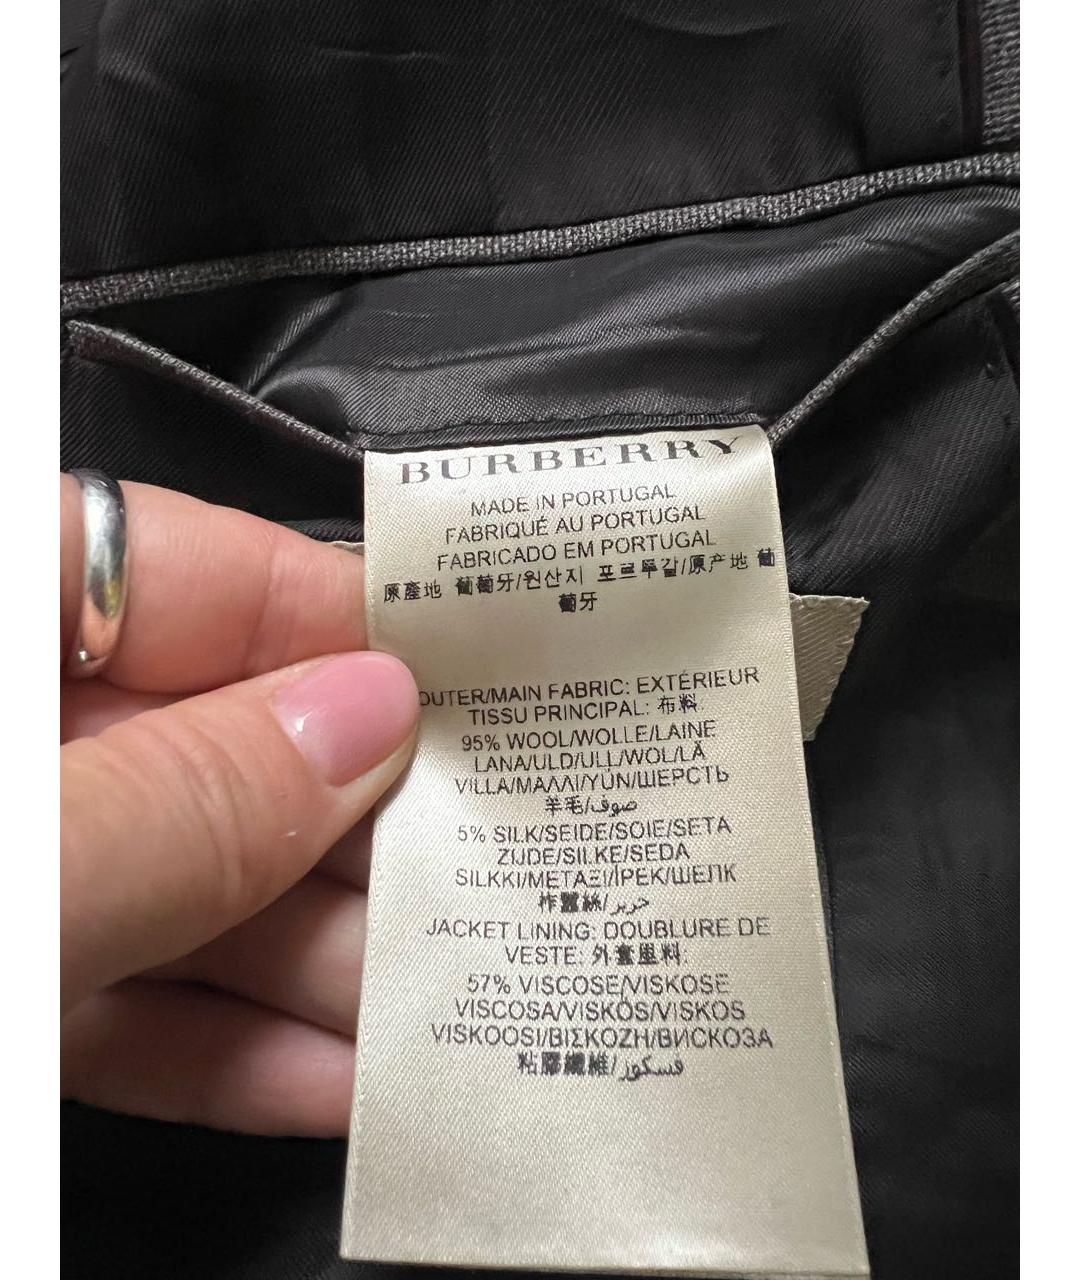 BURBERRY
MADE IN PORTUGAL
FABRIQUÉ AU PORTUGAL
FABRICADO EM PORTUGAL
原產地 葡萄牙/원산지 포르투갈/原产地 葡
萄牙
OUTER/MAIN FABRIC: EXTÉRIEUR
TISSU PRINCIPAL: 布料:
95% WOOL/WOLLE/LAINE
LANA/ULD/ULL/WOL/LÃ
VILLA/ΜΑΛΛΙ/YÜN/ШЕРСТЬ
羊毛/صوف
5% SILK/SEIDE/SOIE/SETA
ZIJDE/SILKE/SEDA
SILKKI/ΜΕΤΑΞΙ/İPEK/ШЕЛК
柞蠶絲/حرير
JACKET LINING: DOUBLURE DE
VESTE: 外套里料:
57% VISCOSE/VISKOSE
VISCOSA/VISKÓS/VISKOS
VISKOOSI/ΒΙΣΚΟΖΗ/ВИСКОЗА
粘膠纖維/فسكوز